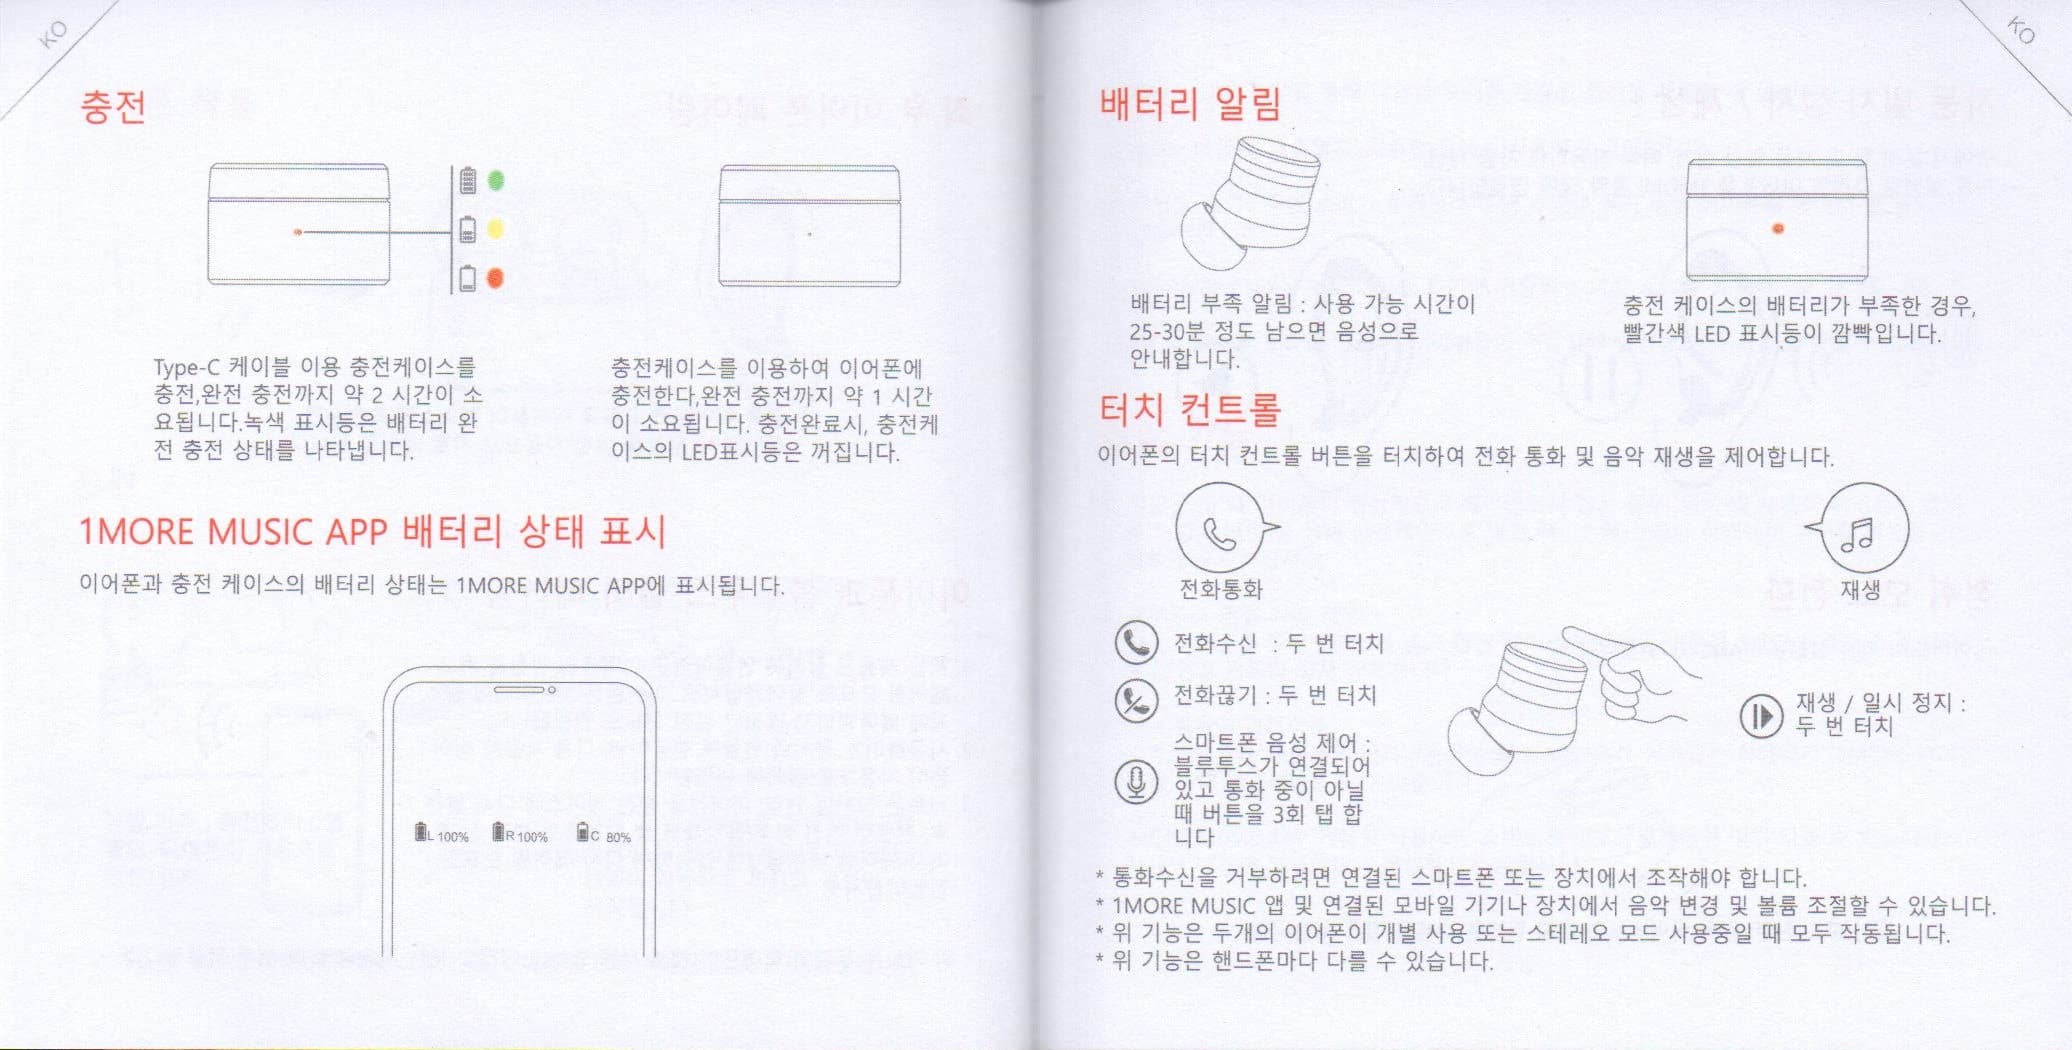 KO
충전
Type-C 케이블 이용 충전케이스를
충전,완전 충전까지 약 2 시간이 소
요됩니다.녹색 표시등은 배터리 완
전 충전 상태를 나타냅니다.
충전케이스를 이용하여 이어폰에
충전한다,완전 충전까지 약 1 시간
이 소요됩니다. 충전완료시, 충전케
이스의 LED표시등은 꺼집니다.
1MORE MUSIC APP 배터리 상태 표시
이어폰과 충전 케이스의 배터리 상태는 1MORE MUSIC APP에 표시됩니다.
L 100% R 100% C 80%
KO
배터리 알림
배터리 부족 알림 : 사용 가능 시간이
25-30분 정도 남으면 음성으로
안내합니다.
충전 케이스의 배터리가 부족한 경우,
빨간색 LED 표시등이 깜빡입니다.
터치 컨트롤
이어폰의 터치 컨트롤 버튼을 터치하여 전화 통화 및 음악 재생을 제어합니다.
전화통화
재생
전화수신 : 두 번 터치
전화끊기 : 두 번 터치
스마트폰 음성 제어 :
블루투스가 연결되어
있고 통화 중이 아닐
때 버튼을 3회 탭 합
니다
재생 / 일시 정지 :
두 번 터치
* 통화수신을 거부하려면 연결된 스마트폰 또는 장치에서 조작해야 합니다.
* 1MORE MUSIC 앱 및 연결된 모바일 기기나 장치에서 음악 변경 및 볼륨 조절할 수 있습니다.
* 위 기능은 두개의 이어폰이 개별 사용 또는 스테레오 모드 사용중일 때 모두 작동됩니다.
* 위 기능은 핸드폰마다 다를 수 있습니다.